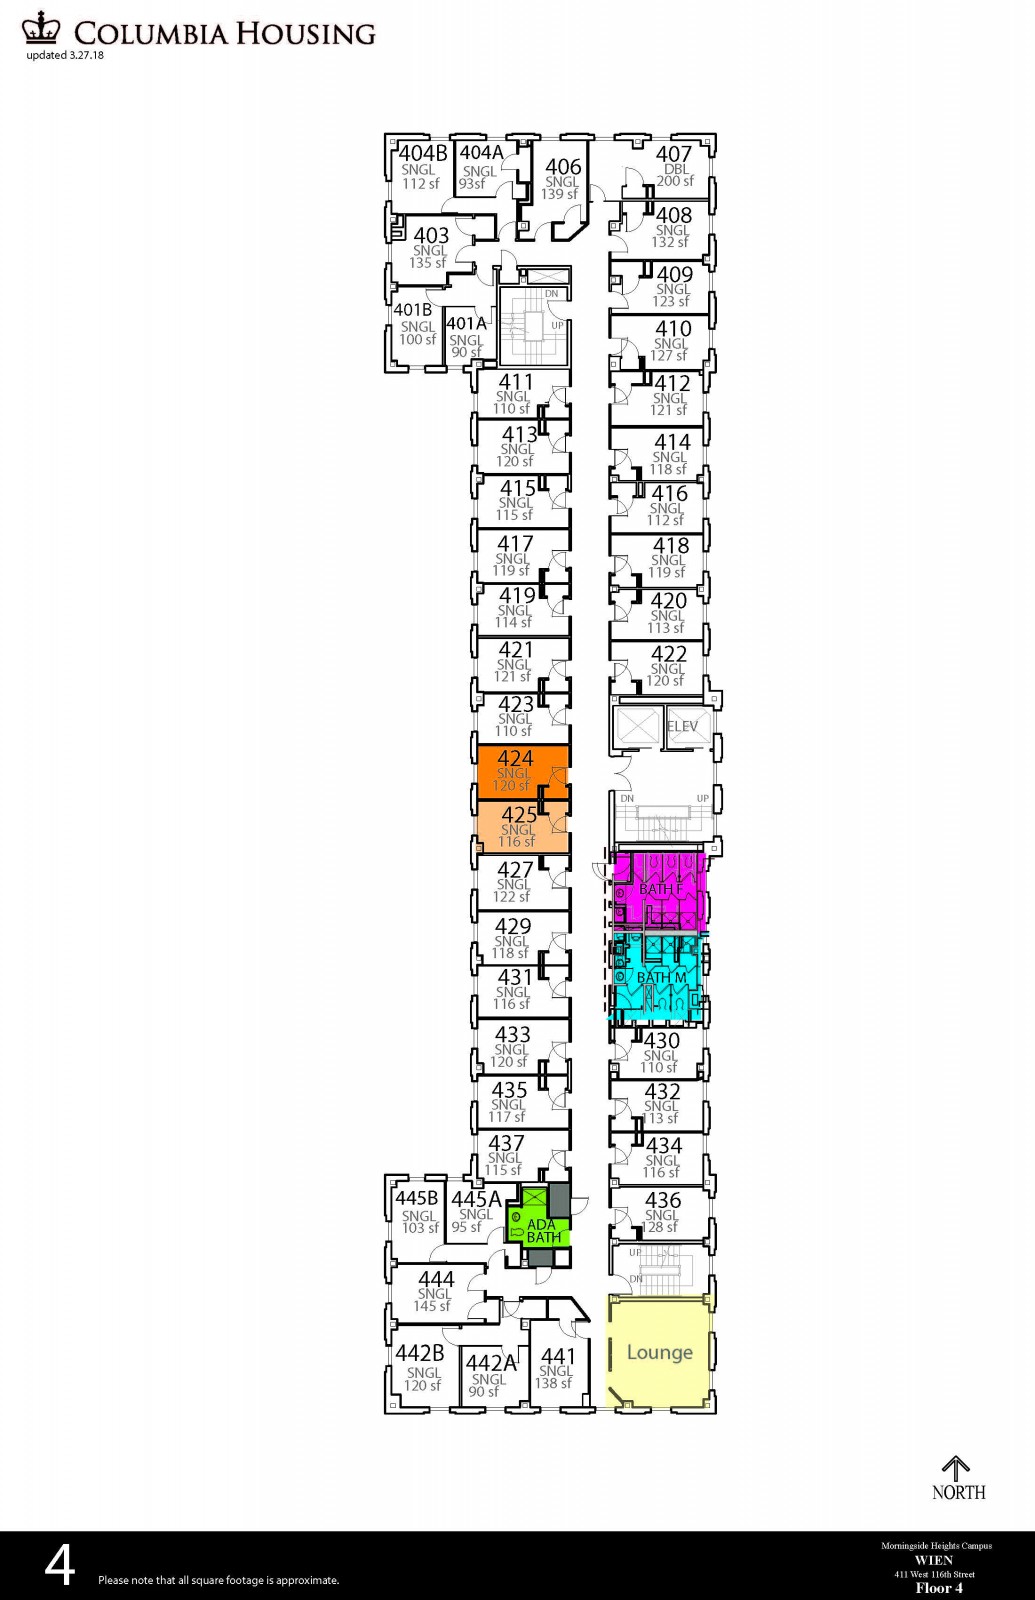 COLUMBIA HOUSING
updated 3.27.18
404B
SNGL
112 sf
404A
SNGL
93sf
406
SNGL
139 sf
407
DBL
200 sf
408
SNGL
132 sf
403
SNGL
135 sf
409
SNGL
123 sf
401B
SNGL
100 sf
401A
SNGL
90 sf
DN
UP
410
SNGL
127 sf
411
SNGL
110 sf
412
SNGL
121 sf
413
SNGL
120 sf
414
SNGL
118 sf
415
SNGL
115 sf
416
SNGL
112 sf
417
SNGL
119 sf
418
SNGL
119 sf
419
SNGL
114 sf
420
SNGL
113 sf
421
SNGL
121 sf
422
SNGL
120 sf
423
SNGL
110 sf
ELEV
424
SNGL
120 sf
DN
UP
425
SNGL
116 sf
427
SNGL
122 sf
BATH F
429
SNGL
118 sf
431
SNGL
116 sf
BATH M
433
SNGL
120 sf
430
SNGL
110 sf
435
SNGL
117 sf
432
SNGL
113 sf
437
SNGL
115 sf
434
SNGL
116 sf
445B
SNGL
103 sf
445A
SNGL
95 sf
ADA
BATH
436
SNGL
128 sf
UP
DN
444
SNGL
145 sf
442B
SNGL
120 sf
442A
SNGL
90 sf
441
SNGL
138 sf
Lounge
NORTH
4
Please note that all square footage is approximate.
Morningside Heights Campus
WIEN
411 West 116th Street
Floor 4